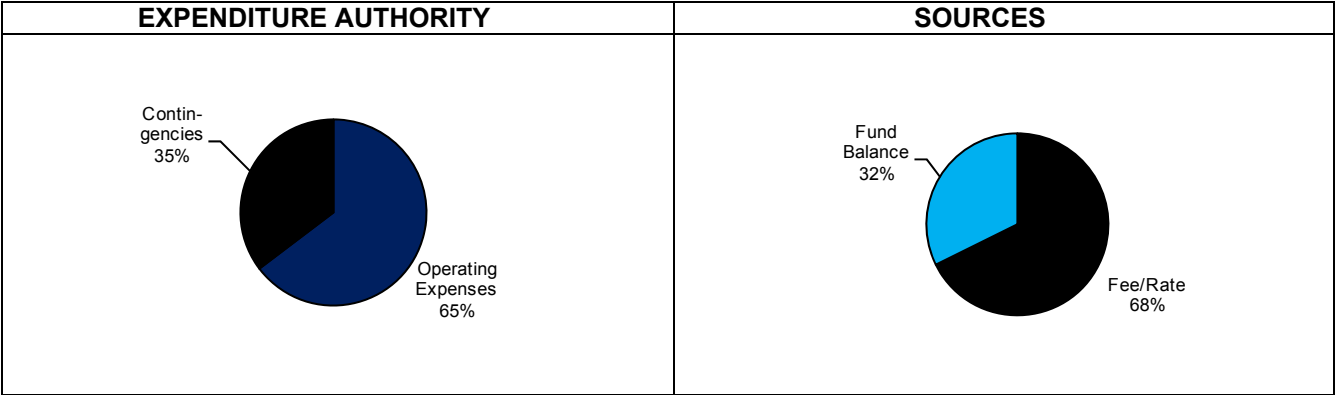 EXPENDITURE AUTHORITY
Contin-
gencies
35%
Operating
Expenses
65%
SOURCES
Fund
Balance
32%
Fee/Rate
68%